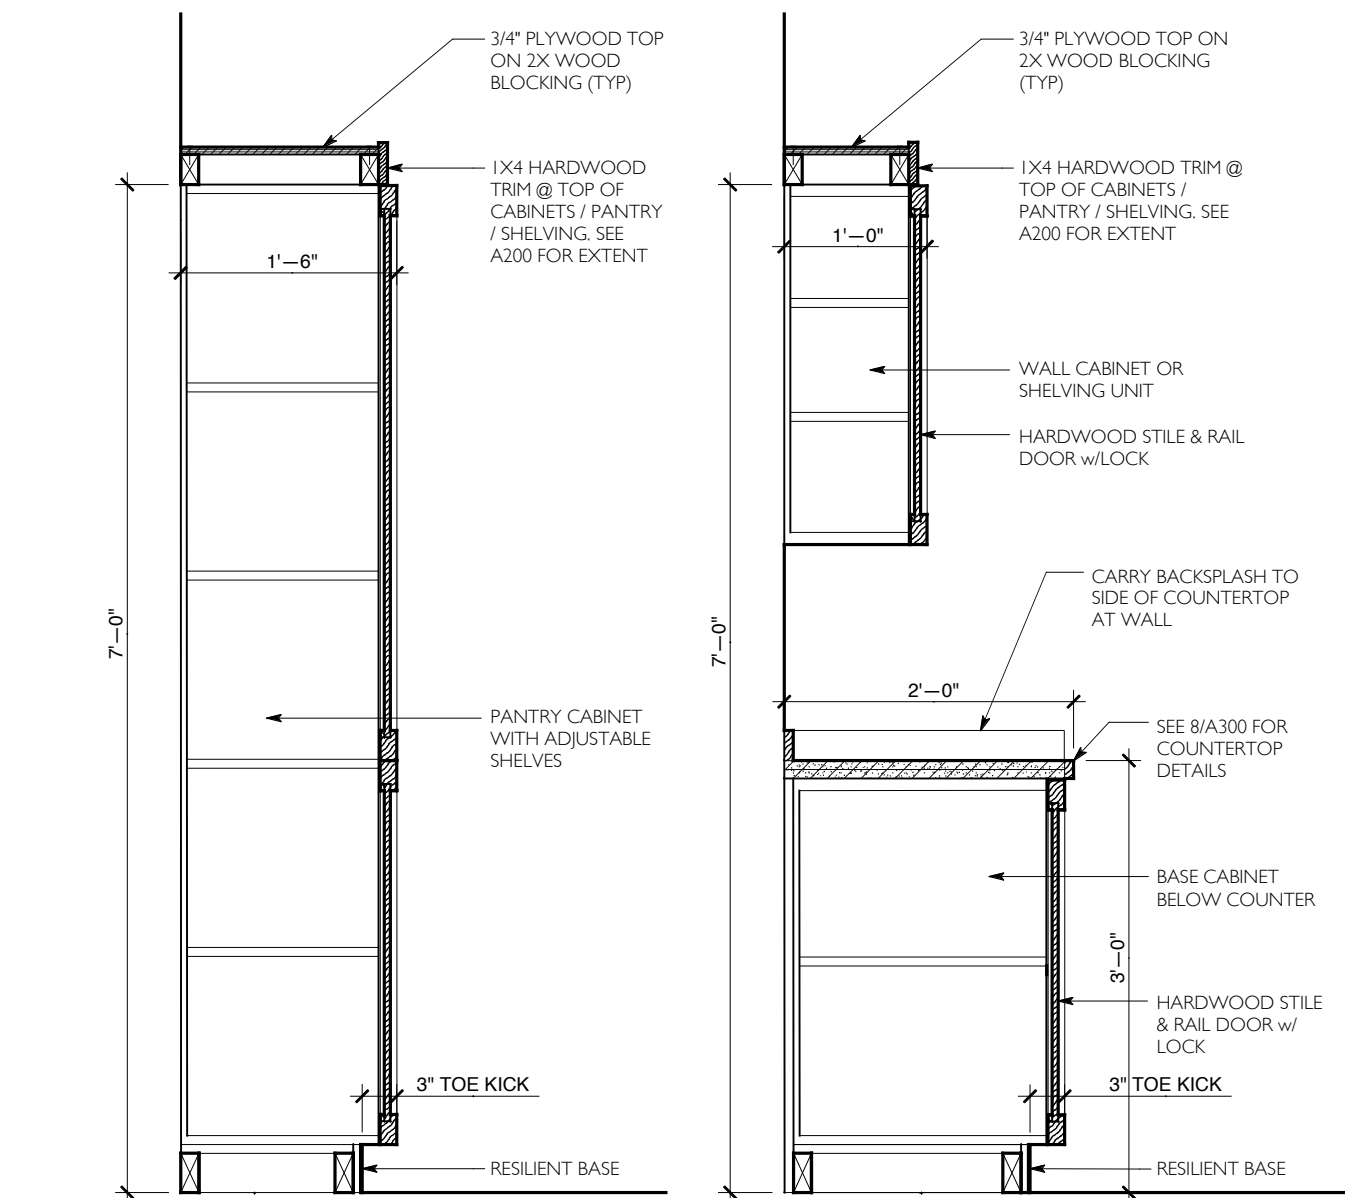 3/4" PLYWOOD TOP
ON 2X WOOD
BLOCKING (TYP)
1X4 HARDWOOD
TRIM @ TOP OF
CABINETS / PANTRY
/ SHELVING. SEE
A200 FOR EXTENT
1'—6"
7'—0"
PANTRY CABINET
WITH ADJUSTABLE
SHELVES
3" TOE KICK
RESILIENT BASE
3/4" PLYWOOD TOP ON
2X WOOD BLOCKING
(TYP)
1X4 HARDWOOD TRIM @
TOP OF CABINETS /
PANTRY / SHELVING. SEE
A200 FOR EXTENT
1'—0"
WALL CABINET OR
SHELVING UNIT
HARDWOOD STILE & RAIL
DOOR w/LOCK
CARRY BACKSPLASH TO
SIDE OF COUNTERTOP
AT WALL
7'—0"
2'—0"
SEE 8/A300 FOR
COUNTERTOP
DETAILS
BASE CABINET
BELOW COUNTER
3'—0"
HARDWOOD STILE
& RAIL DOOR w/
LOCK
3" TOE KICK
RESILIENT BASE